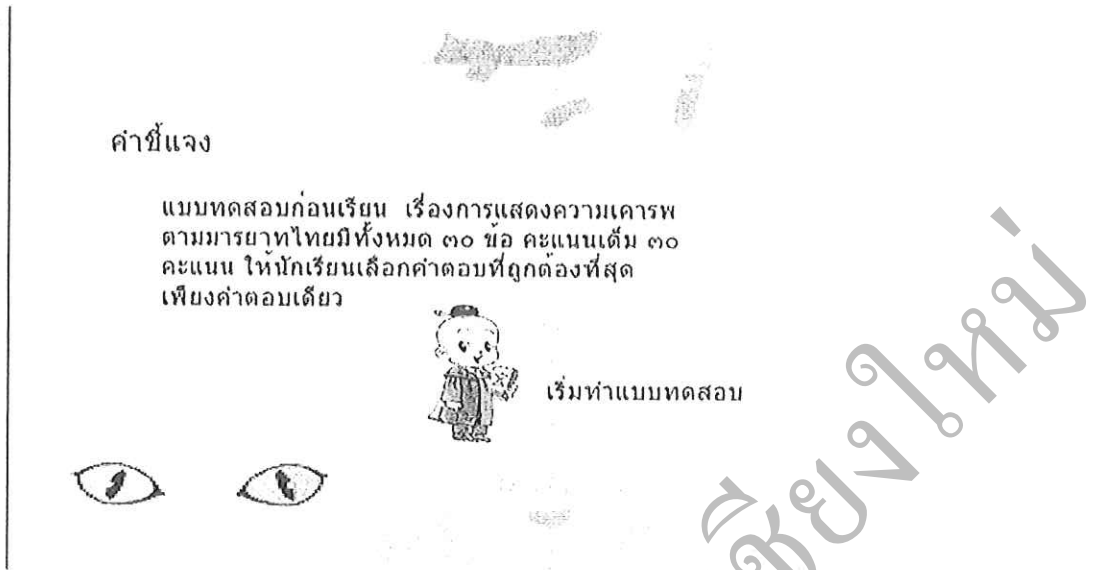 คำชี้แจง
แบบทดสอบก่อนเรียน เรื่องการแสดงความเคารพ
ตามมารยาทไทยมีทั้งหมด ๓๐ ข้อ คะแนนเต็ม ๓๐
คะแนน ให้นักเรียนเลือกคำตอบที่ถูกต้องที่สุด
เพียงคำตอบเดียว
เริ่มทำแบบทดสอบ
ชียงใหม่